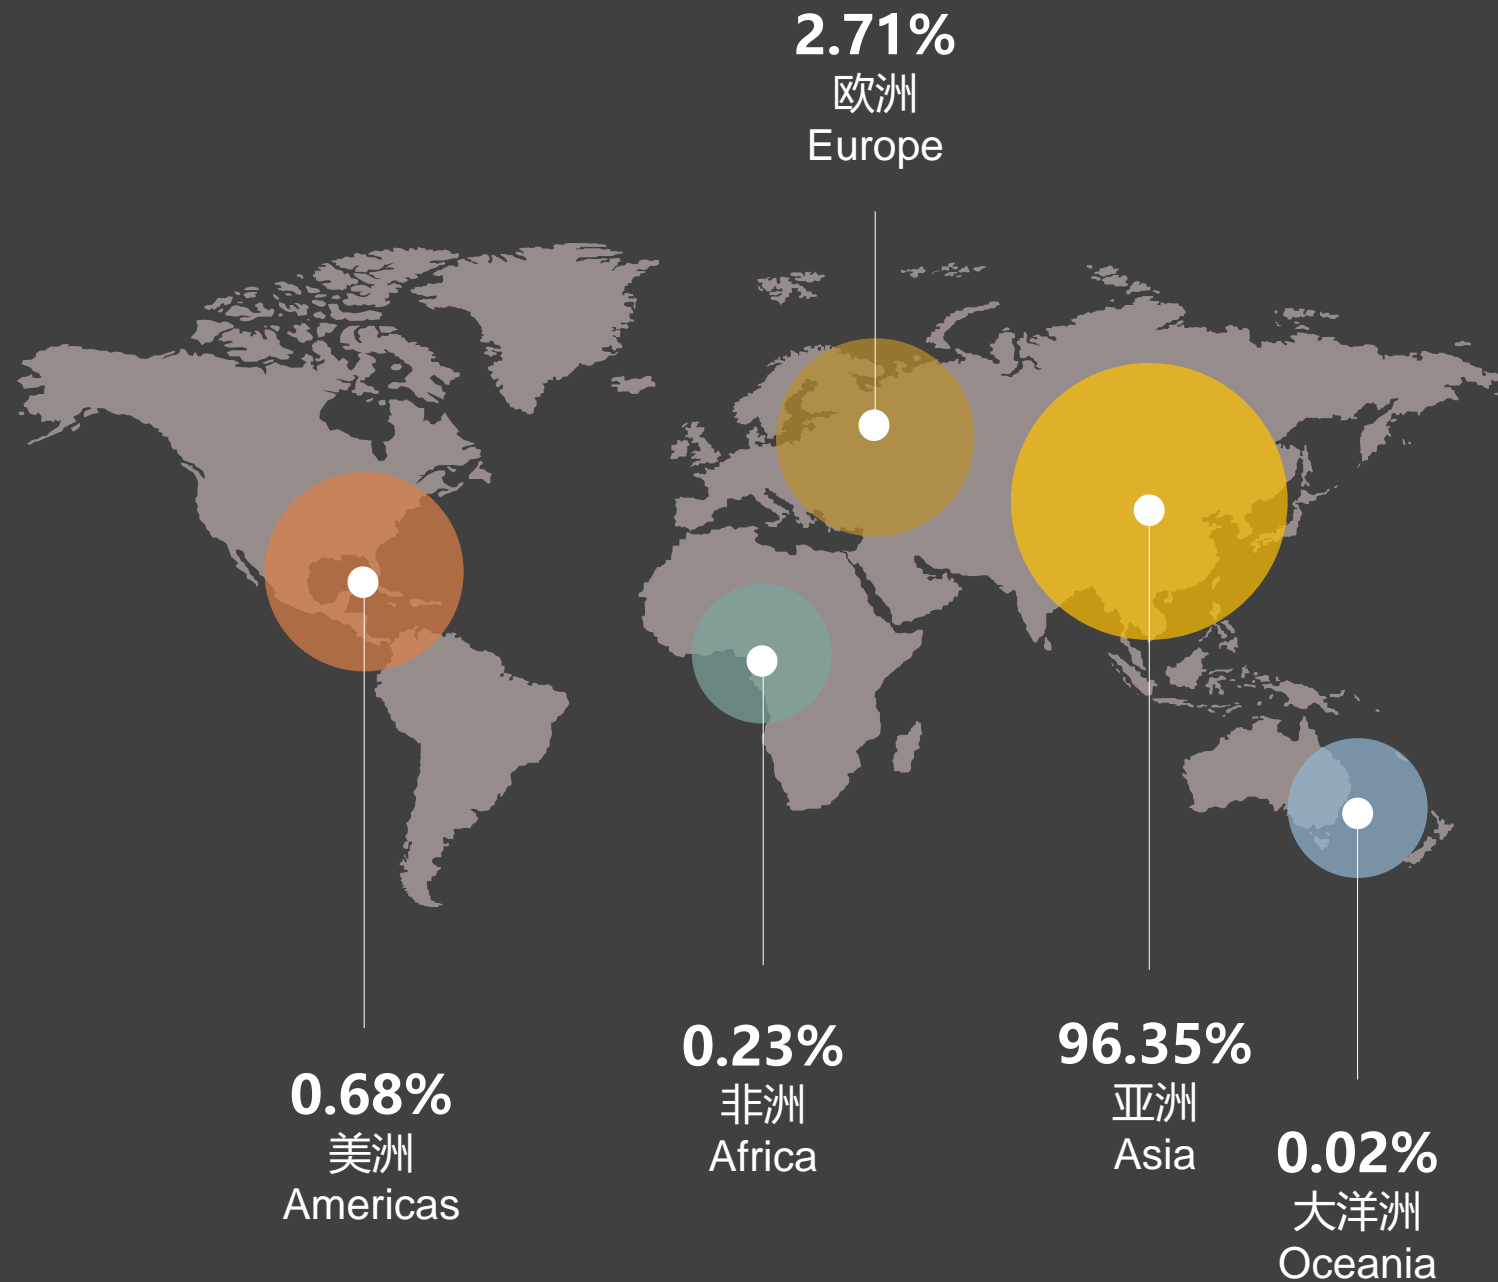 2.71%
欧洲
Europe
0.68%
美洲
Americas
0.23%
非洲
Africa
96.35%
亚洲
Asia
0.02%
大洋洲
Oceania